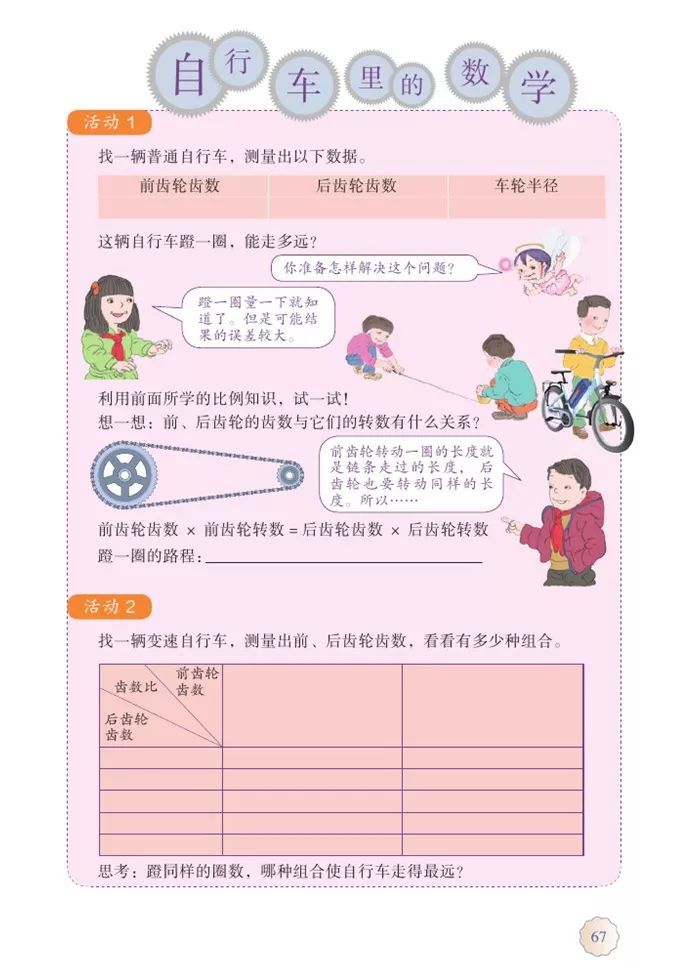 自行车里的数学
活动 1
找一辆普通自行车，测量出以下数据。
前齿轮齿数 后齿轮齿数 车轮半径
这辆自行车蹬一圈，能走多远？
你准备怎样解决这个问题？
蹬一圈量一下就知
道了。但是可能结
果的误差较大。
利用前面所学的比例知识，试一试！
想一想：前、后齿轮的齿数与它们的转数有什么关系？
前齿轮转动一圈的长度就
是链条走过的长度， 后
齿轮也要转动同样的长
度。所以……
前齿轮齿数 × 前齿轮转数 = 后齿轮齿数 × 后齿轮转数
蹬一圈的路程：
活动 2
找一辆变速自行车，测量出前、后齿轮齿数，看看有多少种组合。
前齿轮
齿数
齿数比
后齿轮
齿数
思考：蹬同样的圈数，哪种组合使自行车走得最远？
67